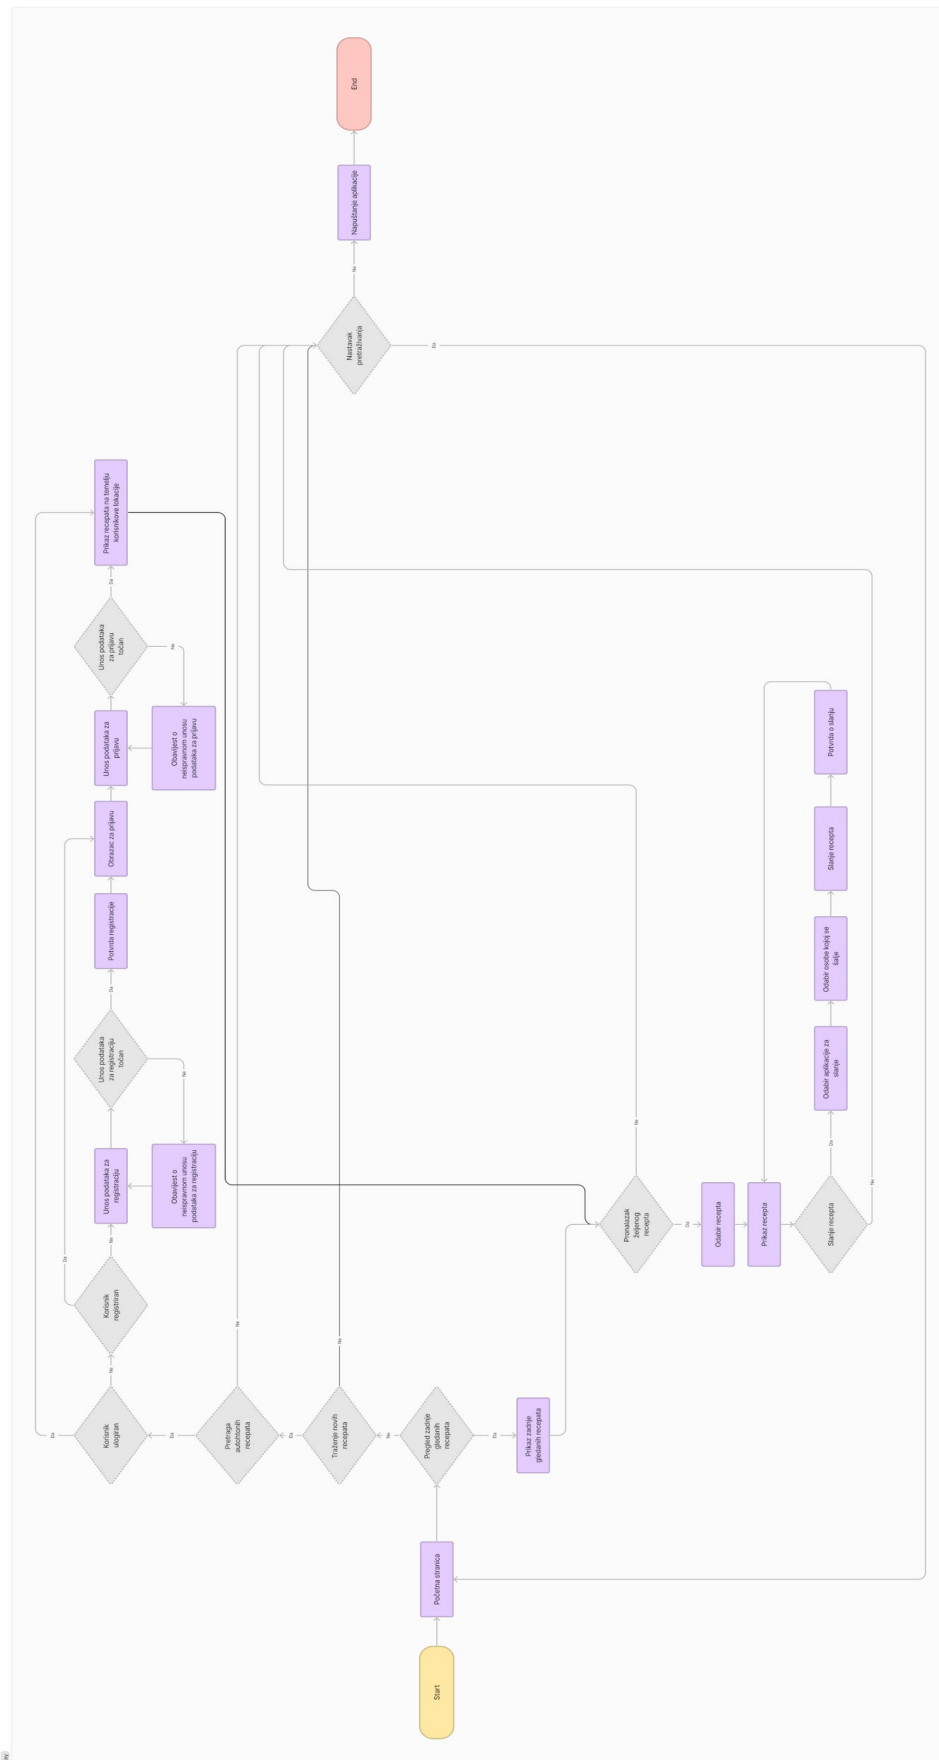 Da
Da
Korisnik
ulogiran
Ne
Korisnik
registriran
Ne
Unos podataka za
registraciju
Unos podataka
za registraciju
točan
Da
Potvrda registracije
Obrazac za prijavu
Unos podataka za
prijavu
Unos podataka
za prijavu
točan
Da
Prikaz recepata na temelju
korisnikove lokacije
Da
Obavijest o
neispravnom unosu
podataka za registraciju
Ne
Obavijest o
neispravnom unosu
podataka za prijavu
Ne
Pretraga
autohtonih
recepata
Ne
Da
Traženje novih
recepata
Ne
Nastavak
pretraživanja
Ne
Napuštanje aplikacije
End
Ne
Start
Početna stranica
Pregled zadnje
gledanih
recepata
Da
Da
Prikaz zadnje
gledanih recepata
Pronalazak
željenog
recepta
Ne
Da
Odabir recepta
Prikaz recepta
Slanje recepta
Da
Odabir aplikacije za
slanje
Odabir osobe kojoj se
šalje
Slanje recepta
Potvrda o slanju
Ne